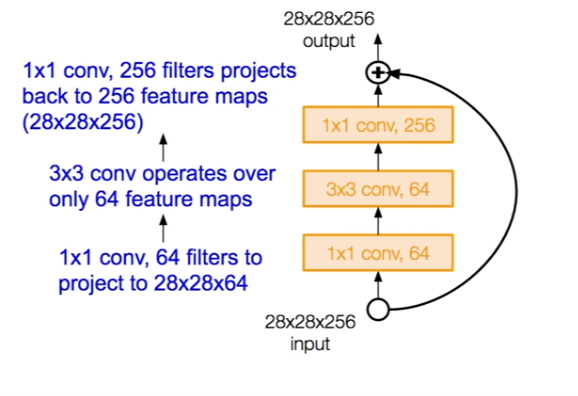 28x28x256
output
1x1 conv, 256 filters projects
back to 256 feature maps
(28x28x256)
3x3 conv operates over
only 64 feature maps
1x1 conv, 64 filters to
project to 28x28x64
+
1x1 conv, 256
3x3 conv, 64
1x1 conv, 64
28x28x256
input